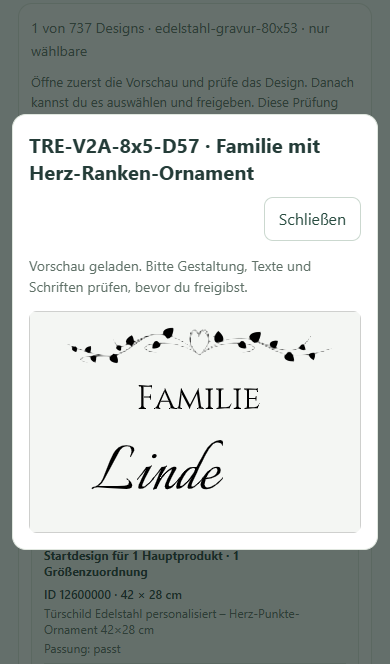 1 von 737 Designs · edelstahl-gravur-80x53 · nur
wählbare
Öffne zuerst die Vorschau und prüfe das Design. Danach
kannst du es auswählen und freigeben. Diese Prüfung
TRE-V2A-8x5-D57 · Familie mit
Herz-Ranken-Ornament
Schließen
Vorschau geladen. Bitte Gestaltung, Texte und
Schriften prüfen, bevor du freigibst.
FAMILIE
Linde
Startdesign für 1 Hauptprodukt · 1
Größenzuordnung
ID 12600000 · 42 × 28 cm
Türschild Edelstahl personalisiert – Herz-Punkte-
Ornament 42×28 cm
Passung: passt